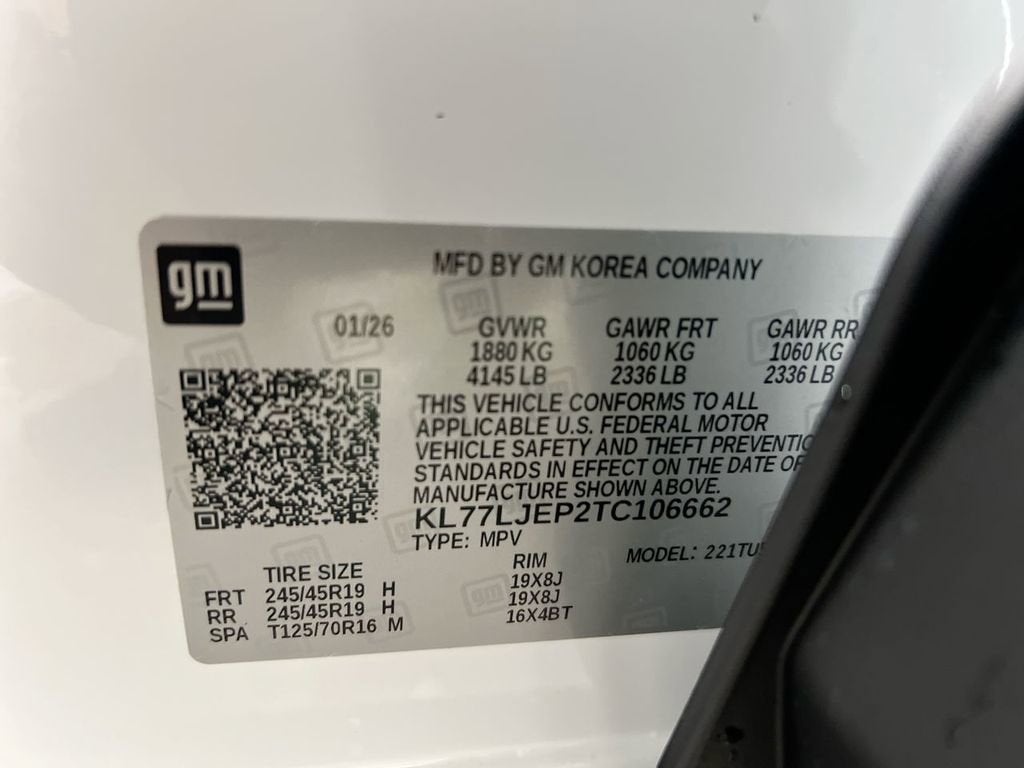 gm
MFD BY GM KOREA COMPANY
01/26 GVWR GAWR FRT GAWR RR
1880 KG 1060 KG 1060 KG
4145 LB 2336 LB 2336 LB
THIS VEHICLE CONFORMS TO ALL
APPLICABLE U.S. FEDERAL MOTOR
VEHICLE SAFETY AND THEFT
STANDARDS IN EFFECT ON THE DATE OF
MANUFACTURE SHOWN ABOVE.
KL77LJEP2TC106662
TYPE: MPV MODEL:
TIRE SIZE RIM
FRT 245/45R19 H 19X8J
RR 245/45R19 H 19X8J
SPA T125/70R16 M 16X4BT